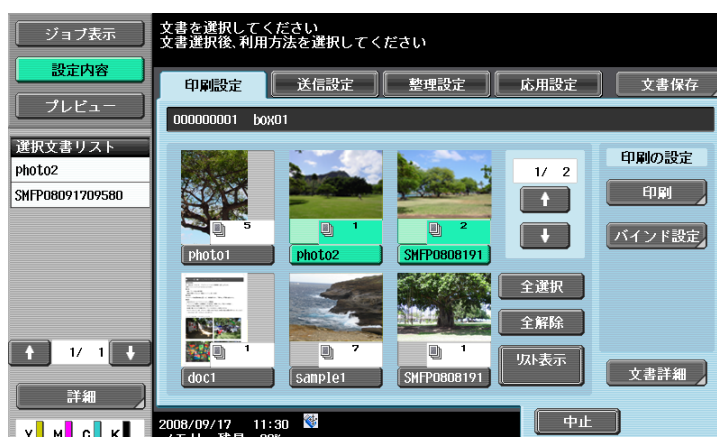 ジョブ表示
設定内容
プレビュー
選択文書リスト
photo2
SMFP08091709580
1/ 1
詳細
Y M C K
文書を選択してください
文書選択後、利用方法を選択してください
印刷設定
送信設定
整理設定
応用設定
文書保存
000000001 box01
5
photo1
1
photo2
2
SMFP0808191
1
doc1
7
sample1
1
SMFP0808191
1/ 2
全選択
全解除
リスト表示
印刷の設定
印刷
バインド設定
文書詳細
2008/09/17 11:30
中止